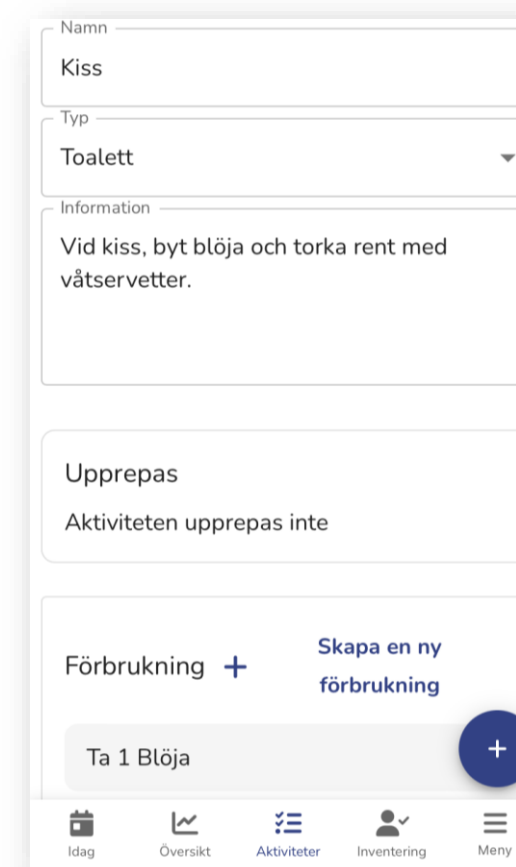 Namn
Kiss
Typ
Toalett
Information
Vid kiss, byt blöja och torka rent med
våtservetter.
Upprepas
Aktiviteten upprepas inte
Förbrukning +
Skapa en ny
förbrukning
Ta 1 Blöja
+
Idag
Översikt
Aktiviteter
Inventering
Meny